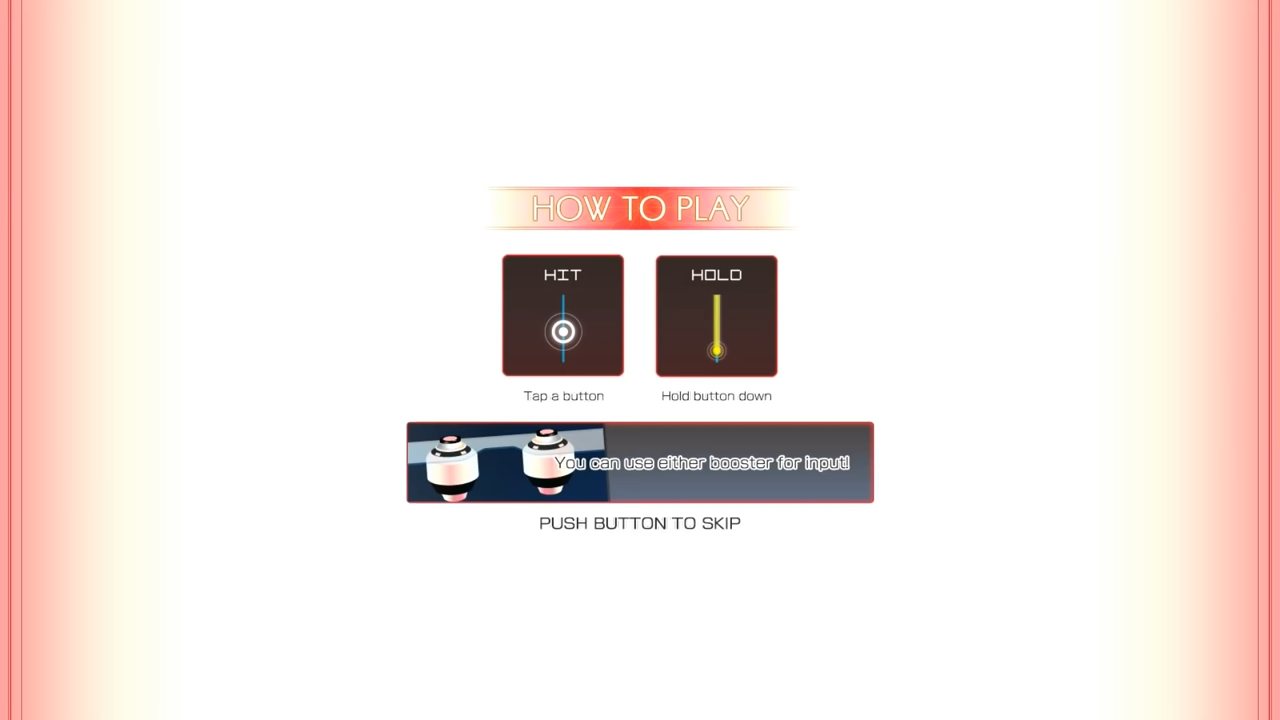 HOW TO PLAY
HIT
HOLD
Tap a button
Hold button down
You can use either booster for input!
PUSH BUTTON TO SKIP